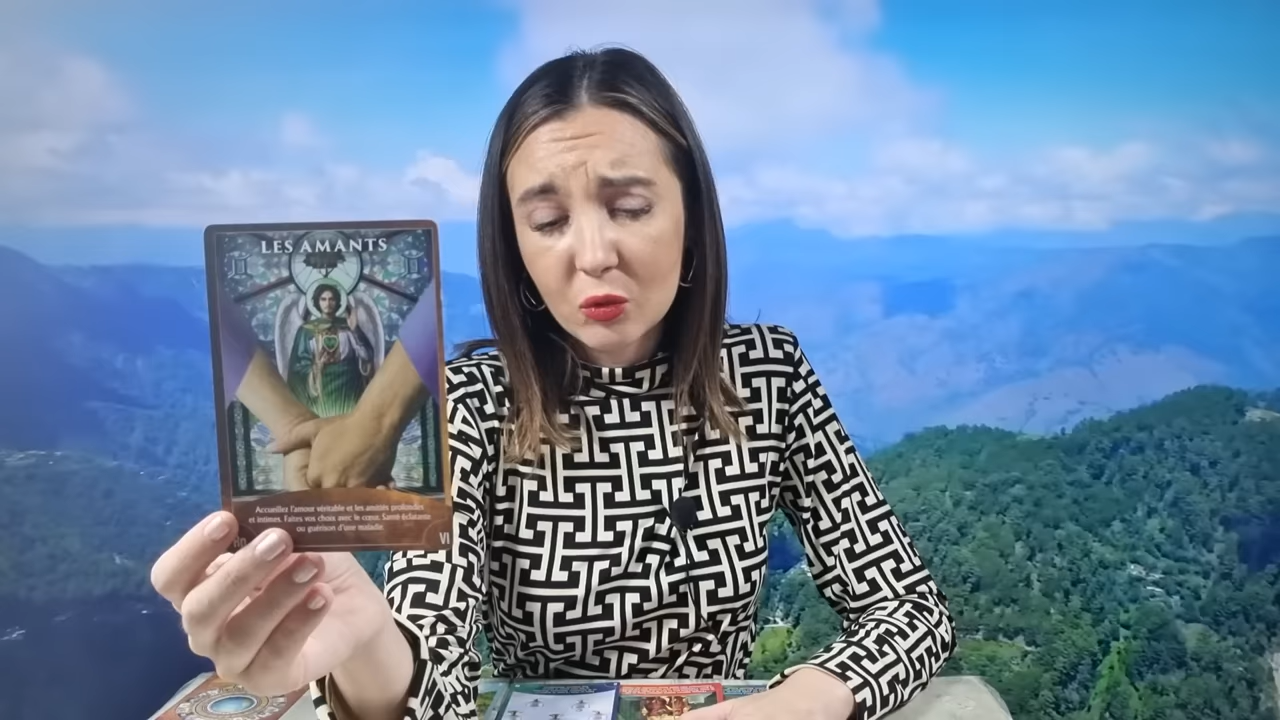 LES AMANTS
Accueillez l'amour véritable et les amitiés profondes
et intimes. Faites vos choix avec le cœur. Santé éclatante
ou guérison d'une maladie.
VI